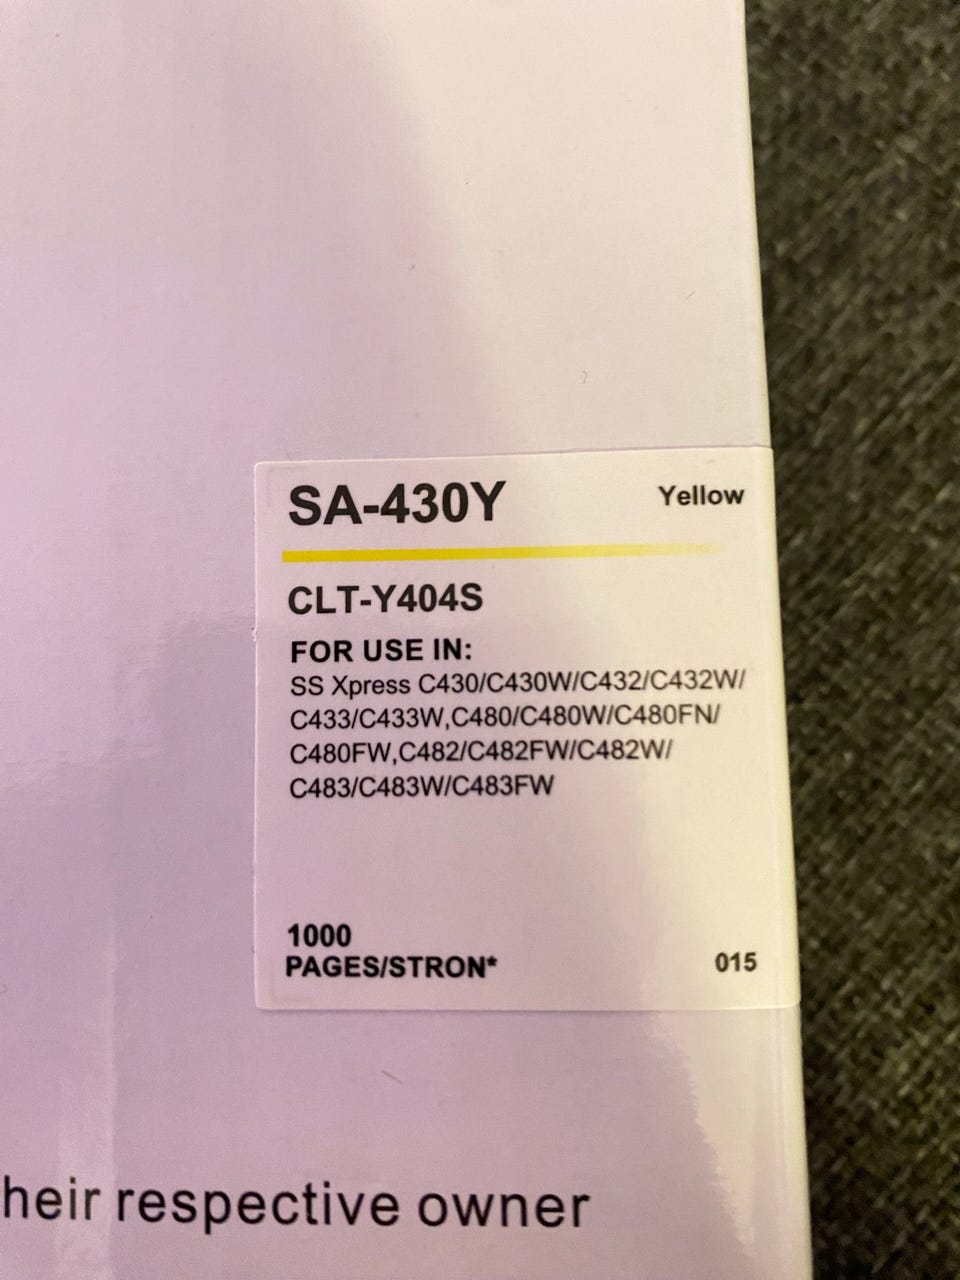 SA-430Y
Yellow
CLT-Y404S
FOR USE IN:
SS Xpress C430/C430W/C432/C432W/
C433/C433W,C480/C480W/C480FN/
C480FW,C482/C482FW/C482W/
C483/C483W/C483FW
1000
PAGES/STRON*
015
heir respective owner